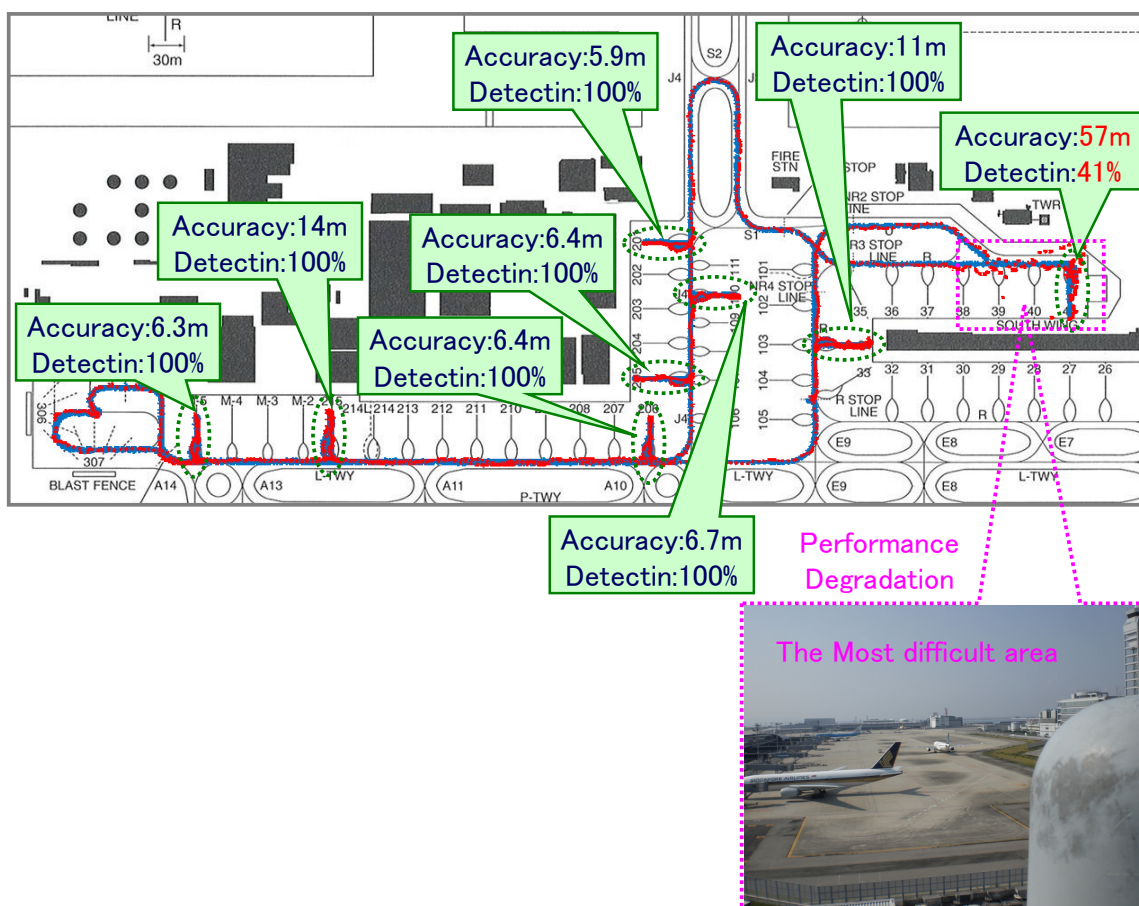 LINE
R
30m
Accuracy:5.9m
Detectin:100%
Accuracy:11m
Detectin:100%
Accuracy:57m
Detectin:41%
Accuracy:14m
Detectin:100%
Accuracy:6.4m
Detectin:100%
Accuracy:6.3m
Detectin:100%
Accuracy:6.4m
Detectin:100%
Accuracy:6.7m
Detectin:100%
S2
J4
FIRE
STN
STOP
NR2 STOP
LINE
TWR
S1
R3 STOP
LINE
R
NR4 STOP
LINE
202
203
204
111
101
102
103
104
105
106
J4
35
36
37
38
39
40
SOUTH WING
33
32
31
30
29
28
27
26
R STOP
LINE
R
M-4
M-3
M-2
214L
214
213
212
211
210
208
207
206
306
307
BLAST FENCE
A14
A13
L-TWY
A11
P-TWY
A10
L-TWY
E9
E8
E7
E9
E8
L-TWY
Performance
Degradation
The Most difficult area
SINGAPORE AIRLINES